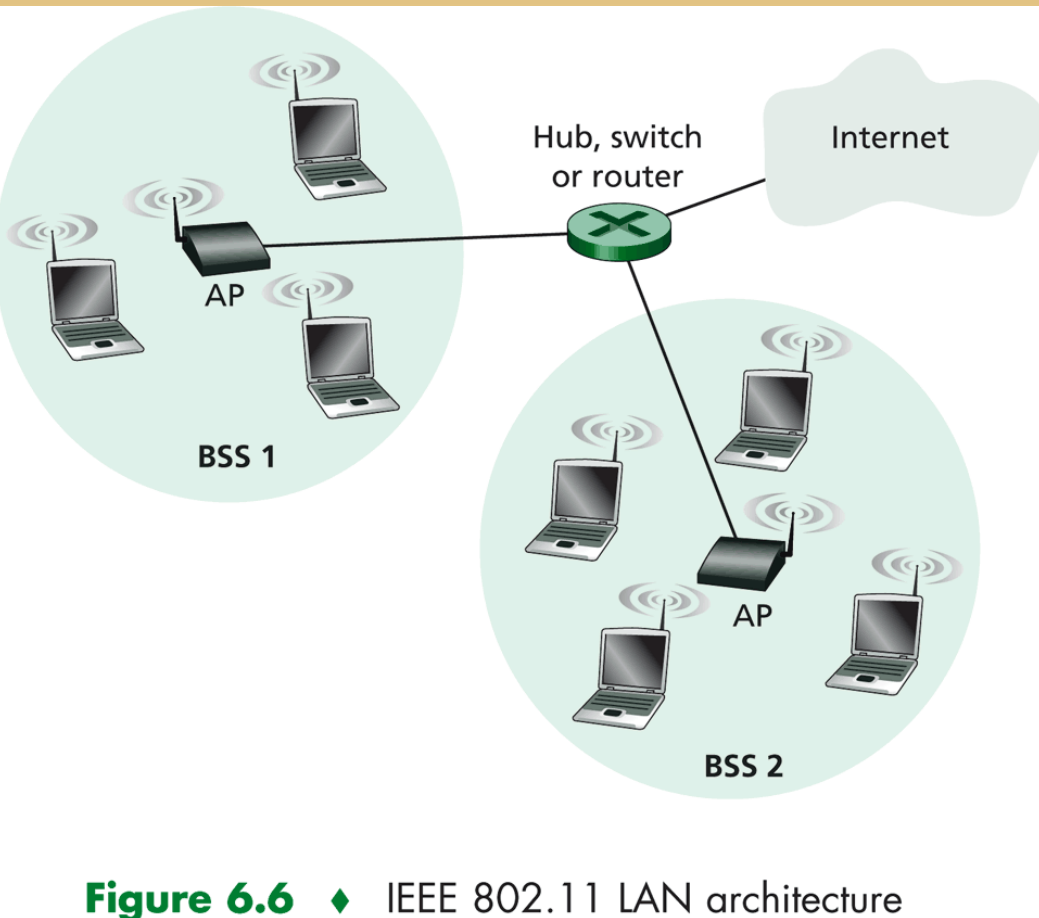 Hub, switch
or router
Internet
AP
BSS 1
AP
BSS 2
Figure 6.6 ♦ IEEE 802.11 LAN architecture